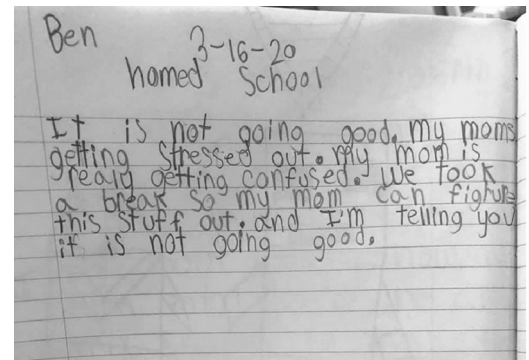 Ben
3-16-20
homed School
It is not going good. my moms
getting stressed out. My mom is
realy getting confused. We took
a break so my mom can fighure
this stuff out. and I'm telling you
it is not going good.